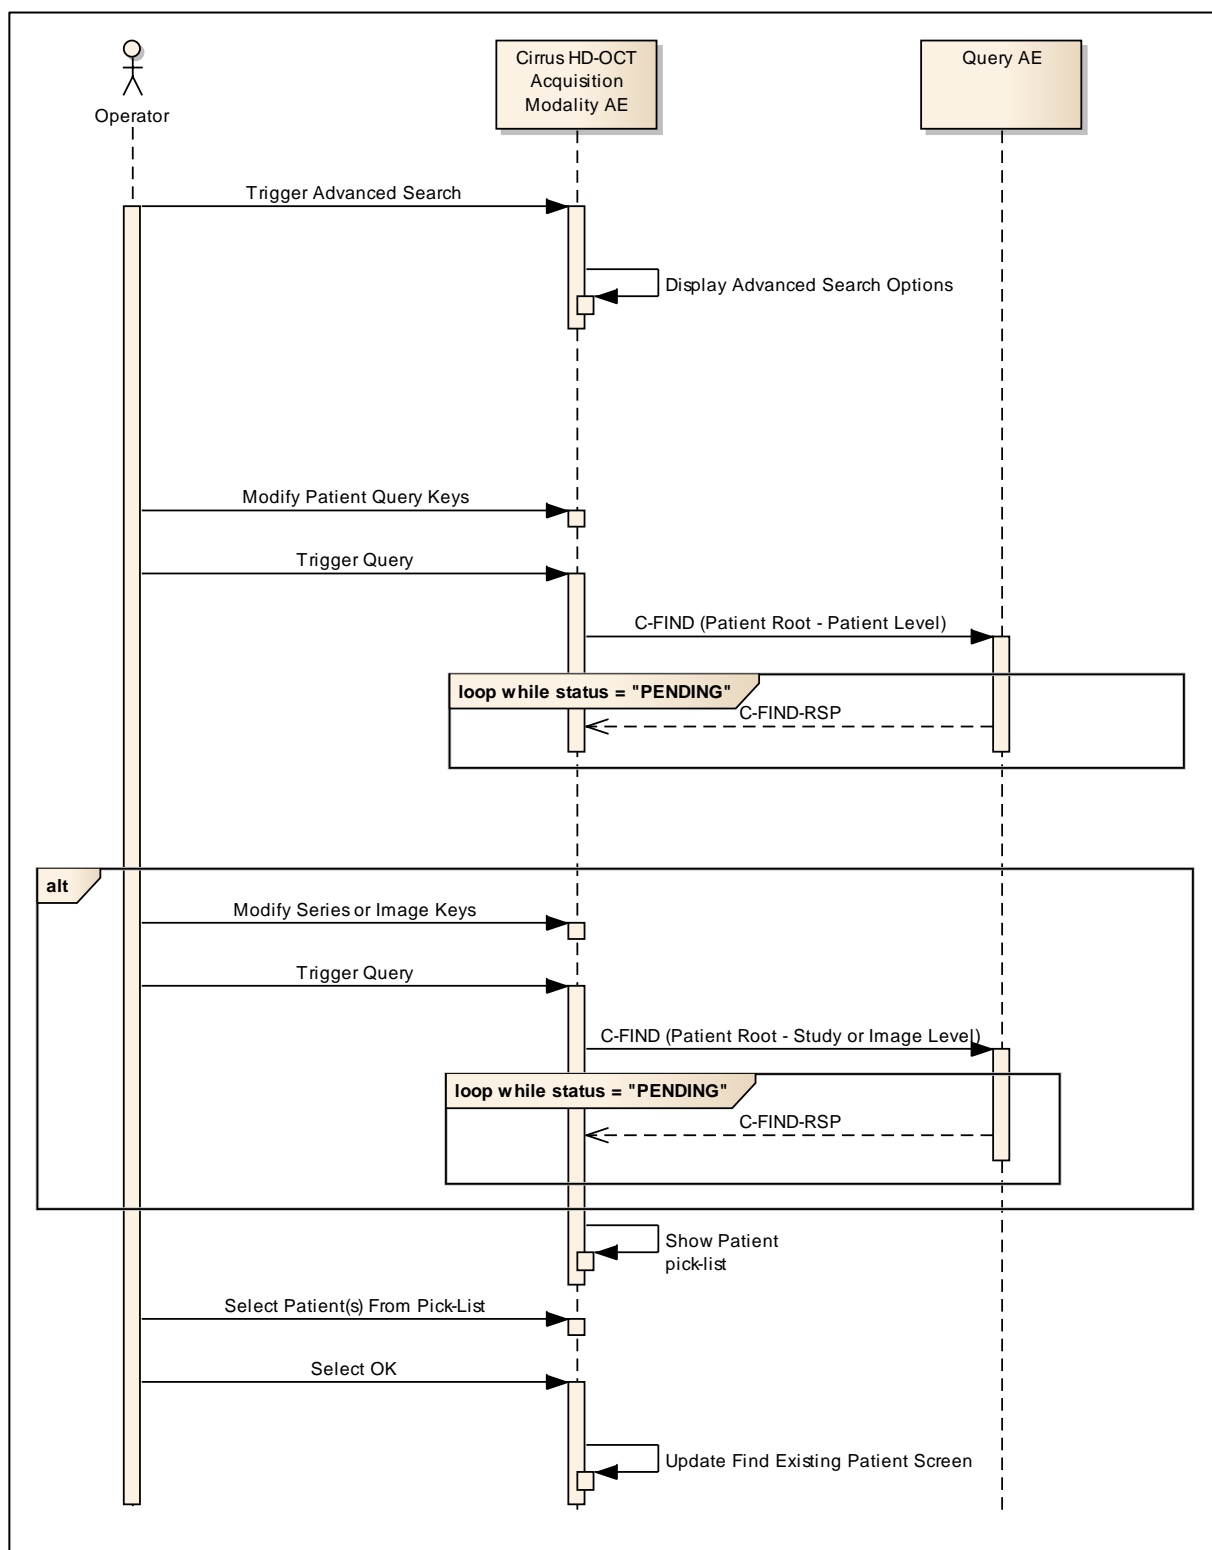 Operator
Cirrus HD-OCT
Acquisition
Modality AE
Query AE
Trigger Advanced Search
Display Advanced Search Options
Modify Patient Query Keys
Trigger Query
C-FIND (Patient Root - Patient Level)
loop while status = "PENDING"
C-FIND-RSP
alt
Modify Series or Image Keys
Trigger Query
C-FIND (Patient Root - Study or Image Level)
loop while status = "PENDING"
C-FIND-RSP
Show Patient
pick-list
Select Patient(s) From Pick-List
Select OK
Update Find Existing Patient Screen